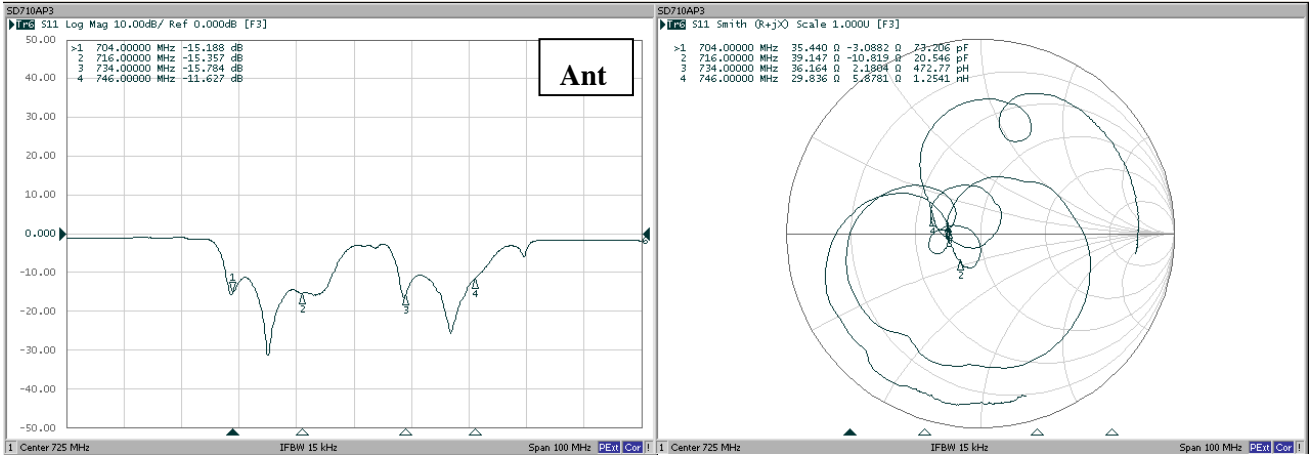 SD710AP3
Tr6 S11 Log Mag 10.00dB/ Ref 0.000dB [F3]
50.00
40.00
30.00
20.00
10.00
0.000
-10.00
-20.00
-30.00
-40.00
-50.00
>1 704.00000 MHz -15.188 dB
2 716.00000 MHz -15.357 dB
3 734.00000 MHz -15.784 dB
4 746.00000 MHz -11.627 dB
Ant
1
2
3
4
1 Center 725 MHz IFBW 15 kHz Span 100 MHz PExt Cor !
SD710AP3
Tr6 S11 Smith (R+jX) Scale 1.000U [F3]
>1 704.00000 MHz 35.440 Ω -3.0882 Ω 73.206 pF
2 716.00000 MHz 39.147 Ω -10.819 Ω 20.546 pF
3 734.00000 MHz 36.164 Ω 2.1804 Ω 472.77 pH
4 746.00000 MHz 29.836 Ω 5.8781 Ω 1.2541 nH
4
2
1 Center 725 MHz IFBW 15 kHz Span 100 MHz PExt Cor !